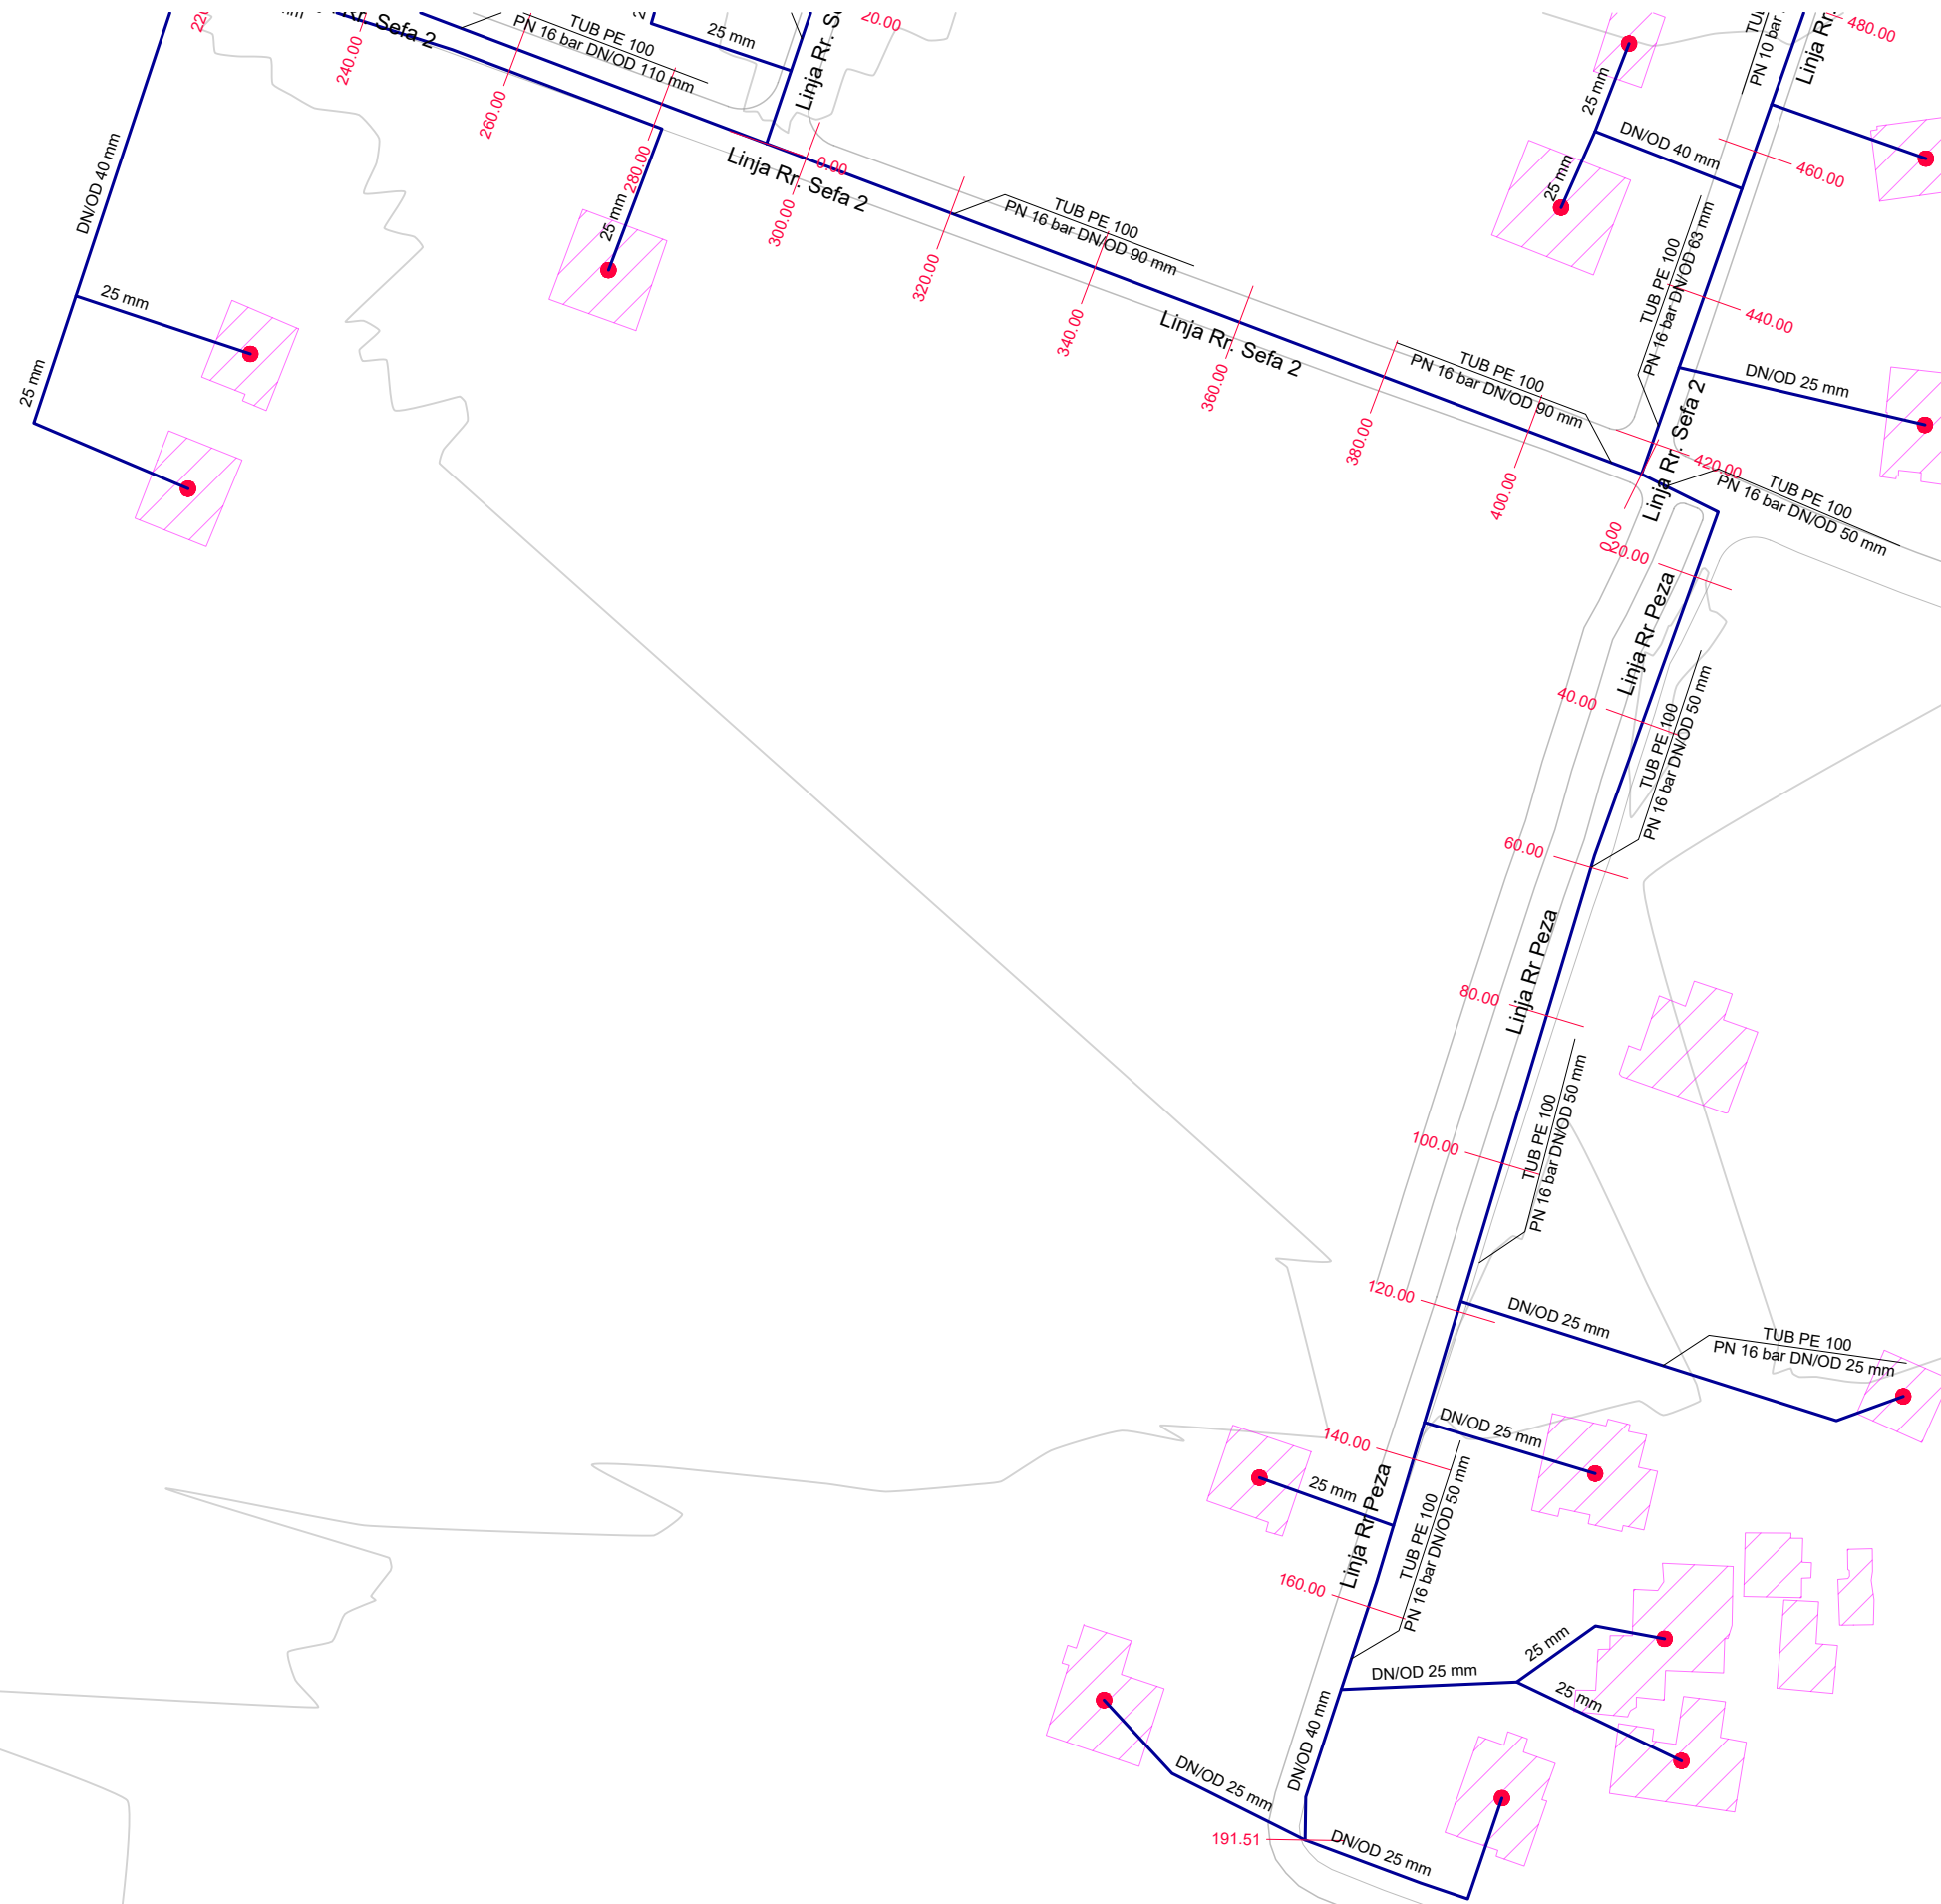 240.00
Sefa 2
260.00
TUB PE 100
PN 16 bar DN/OD 110 mm
25 mm
20.00
480.00
PN 10 bar
Linja Rr.
Linja Rr.
DN/OD 40 mm
25 mm
25 mm
280.00
25 mm
0.00
Linja Rr. Sefa 2
300.00
320.00
TUB PE 100
PN 16 bar DN/OD 90 mm
340.00
Linja Rr. Sefa 2
360.00
25 mm
DN/OD 40 mm
25 mm
460.00
TUB PE 100
PN 16 bar DN/OD 63 mm
440.00
DN/OD 25 mm
380.00
TUB PE 100
PN 16 bar DN/OD 90 mm
400.00
Linja Rr. Sefa 2
420.00
TUB PE 100
PN 16 bar DN/OD 50 mm
0.00
20.00
Linja Rr Peza
40.00
TUB PE 100
PN 16 bar DN/OD 50 mm
60.00
Linja Rr Peza
80.00
TUB PE 100
PN 16 bar DN/OD 50 mm
100.00
120.00
DN/OD 25 mm
TUB PE 100
PN 16 bar DN/OD 25 mm
DN/OD 25 mm
140.00
25 mm
Linja Rr Peza
TUB PE 100
PN 16 bar DN/OD 50 mm
160.00
25 mm
DN/OD 25 mm
25 mm
DN/OD 40 mm
DN/OD 25 mm
191.51
DN/OD 25 mm